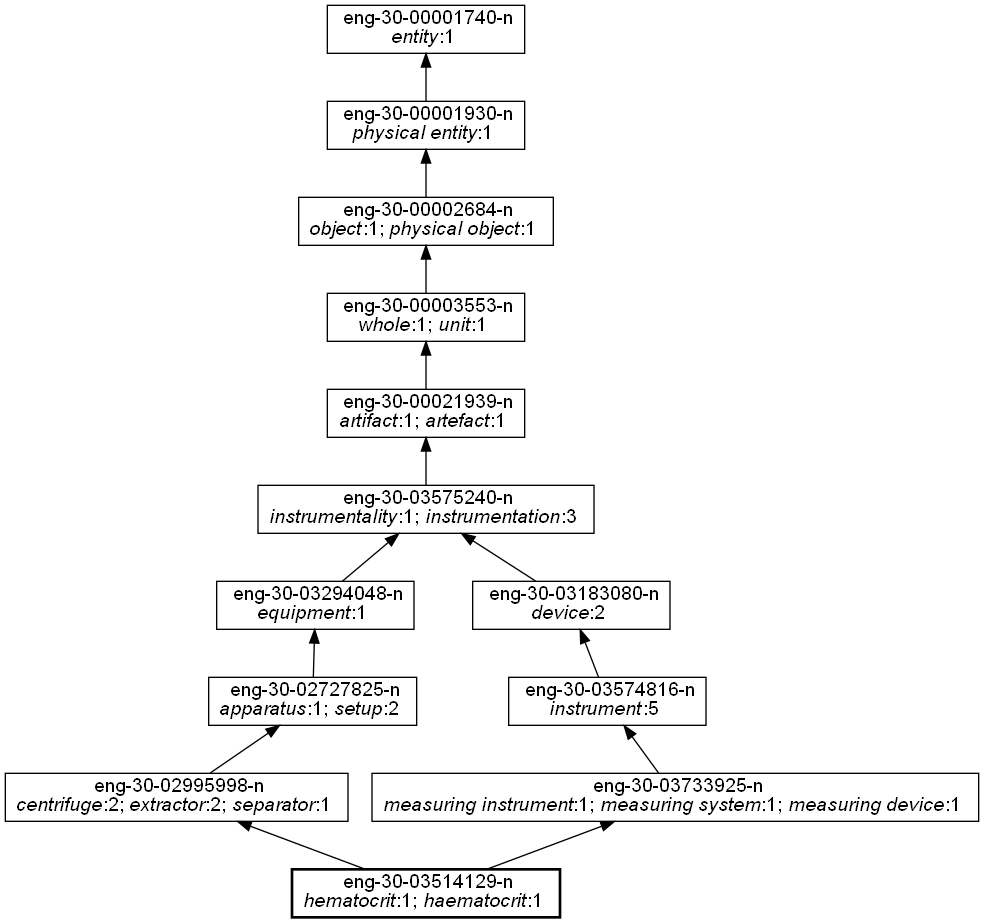 eng-30-00001740-n
entity:1
eng-30-00001930-n
physical entity:1
eng-30-00002684-n
object:1; physical object:1
eng-30-00003553-n
whole:1; unit:1
eng-30-00021939-n
artifact:1; artefact:1
eng-30-03575240-n
instrumentality:1; instrumentation:3
eng-30-03294048-n
equipment:1
eng-30-03183080-n
device:2
eng-30-02727825-n
apparatus:1; setup:2
eng-30-03574816-n
instrument:5
eng-30-02995998-n
centrifuge:2; extractor:2; separator:1
eng-30-03733925-n
measuring instrument:1; measuring system:1; measuring device:1
eng-30-03514129-n
hematocrit:1; haematocrit:1